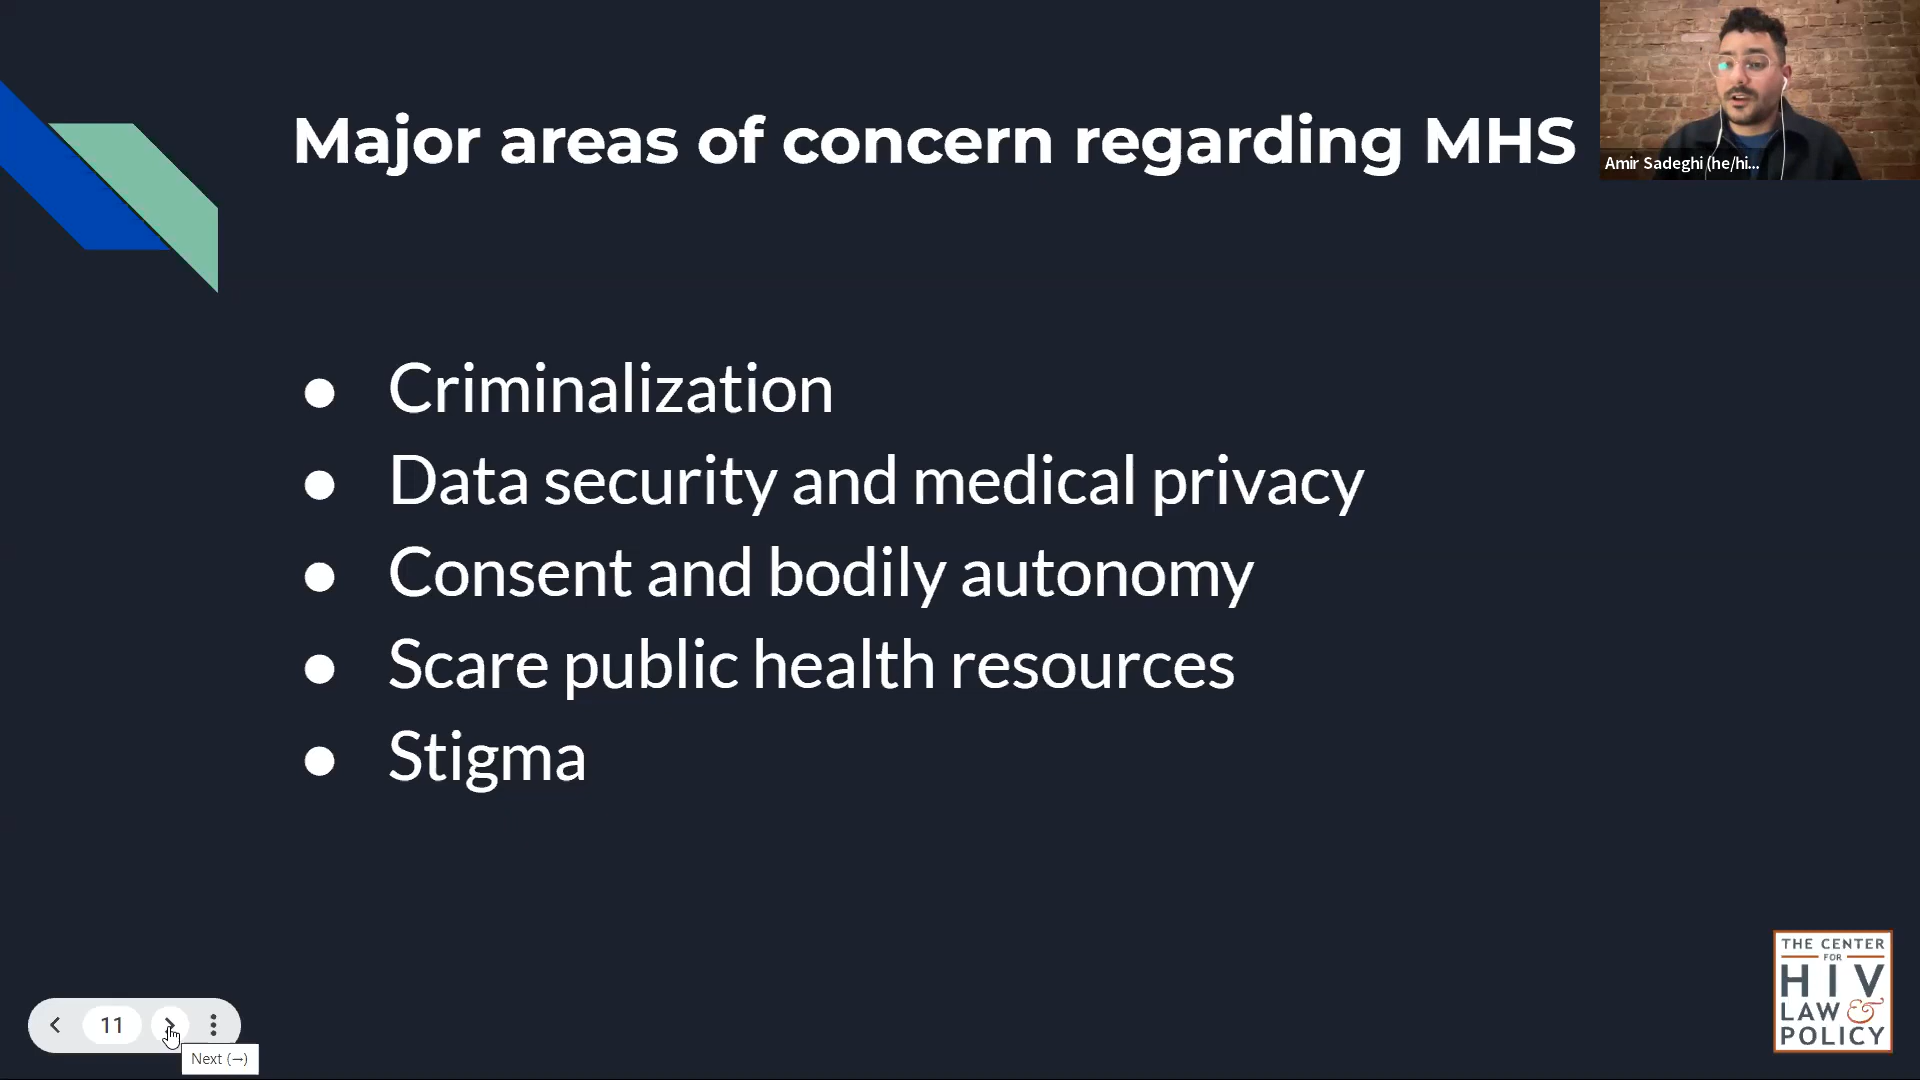 Major areas of concern regarding MHS
Amir Sadeghi (he/hi...
● Criminalization
● Data security and medical privacy
● Consent and bodily autonomy
● Scare public health resources
● Stigma
THE CENTER
FOR
HIV
LAW &
POLICY
11
Next (→)